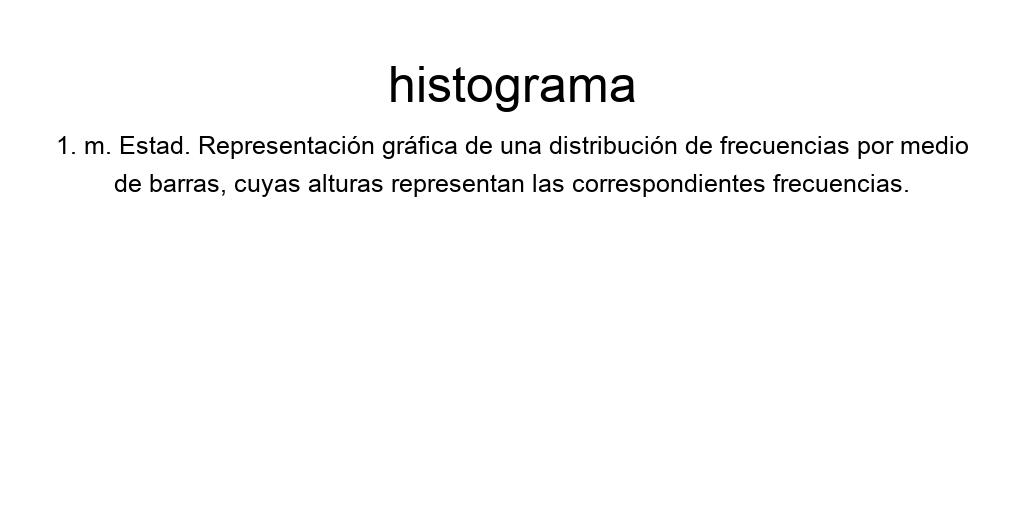 histograma
1. m. Estad. Representación gráfica de una distribución de frecuencias por medio
de barras, cuyas alturas representan las correspondientes frecuencias.